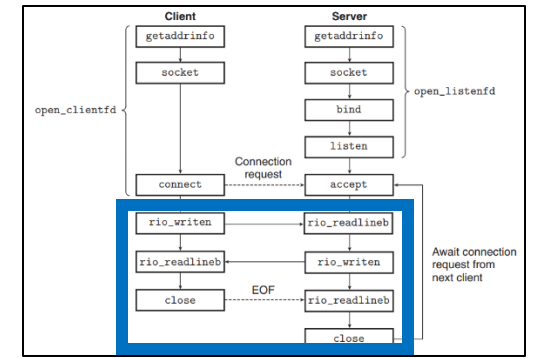 Client Server
getaddrinfo getaddrinfo
socket socket
open_clientfd bind open_listenfd
listen
Connection
request
connect accept
rio_writen rio_readlineb
rio_readlineb rio_writen
Await connection
request from
next client
close EOF rio_readlineb
close